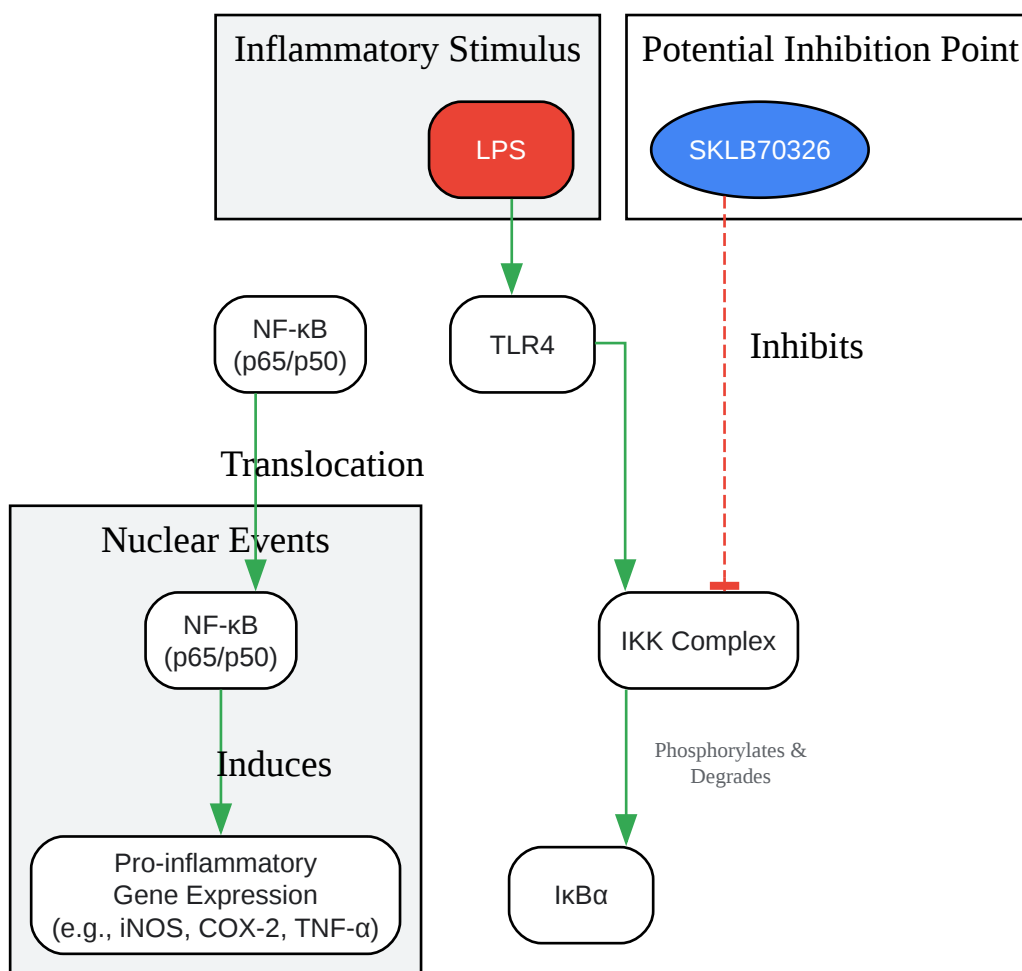 Inflammatory Stimulus
Potential Inhibition Point
LPS
SKLB70326
NF-κB
(p65/p50)
TLR4
Inhibits
Translocation
Nuclear Events
NF-κB
(p65/p50)
IKK Complex
Induces
Phosphorylates &
Degrades
Pro-inflammatory
Gene Expression
(e.g., iNOS, COX-2, TNF-α)
IκBα